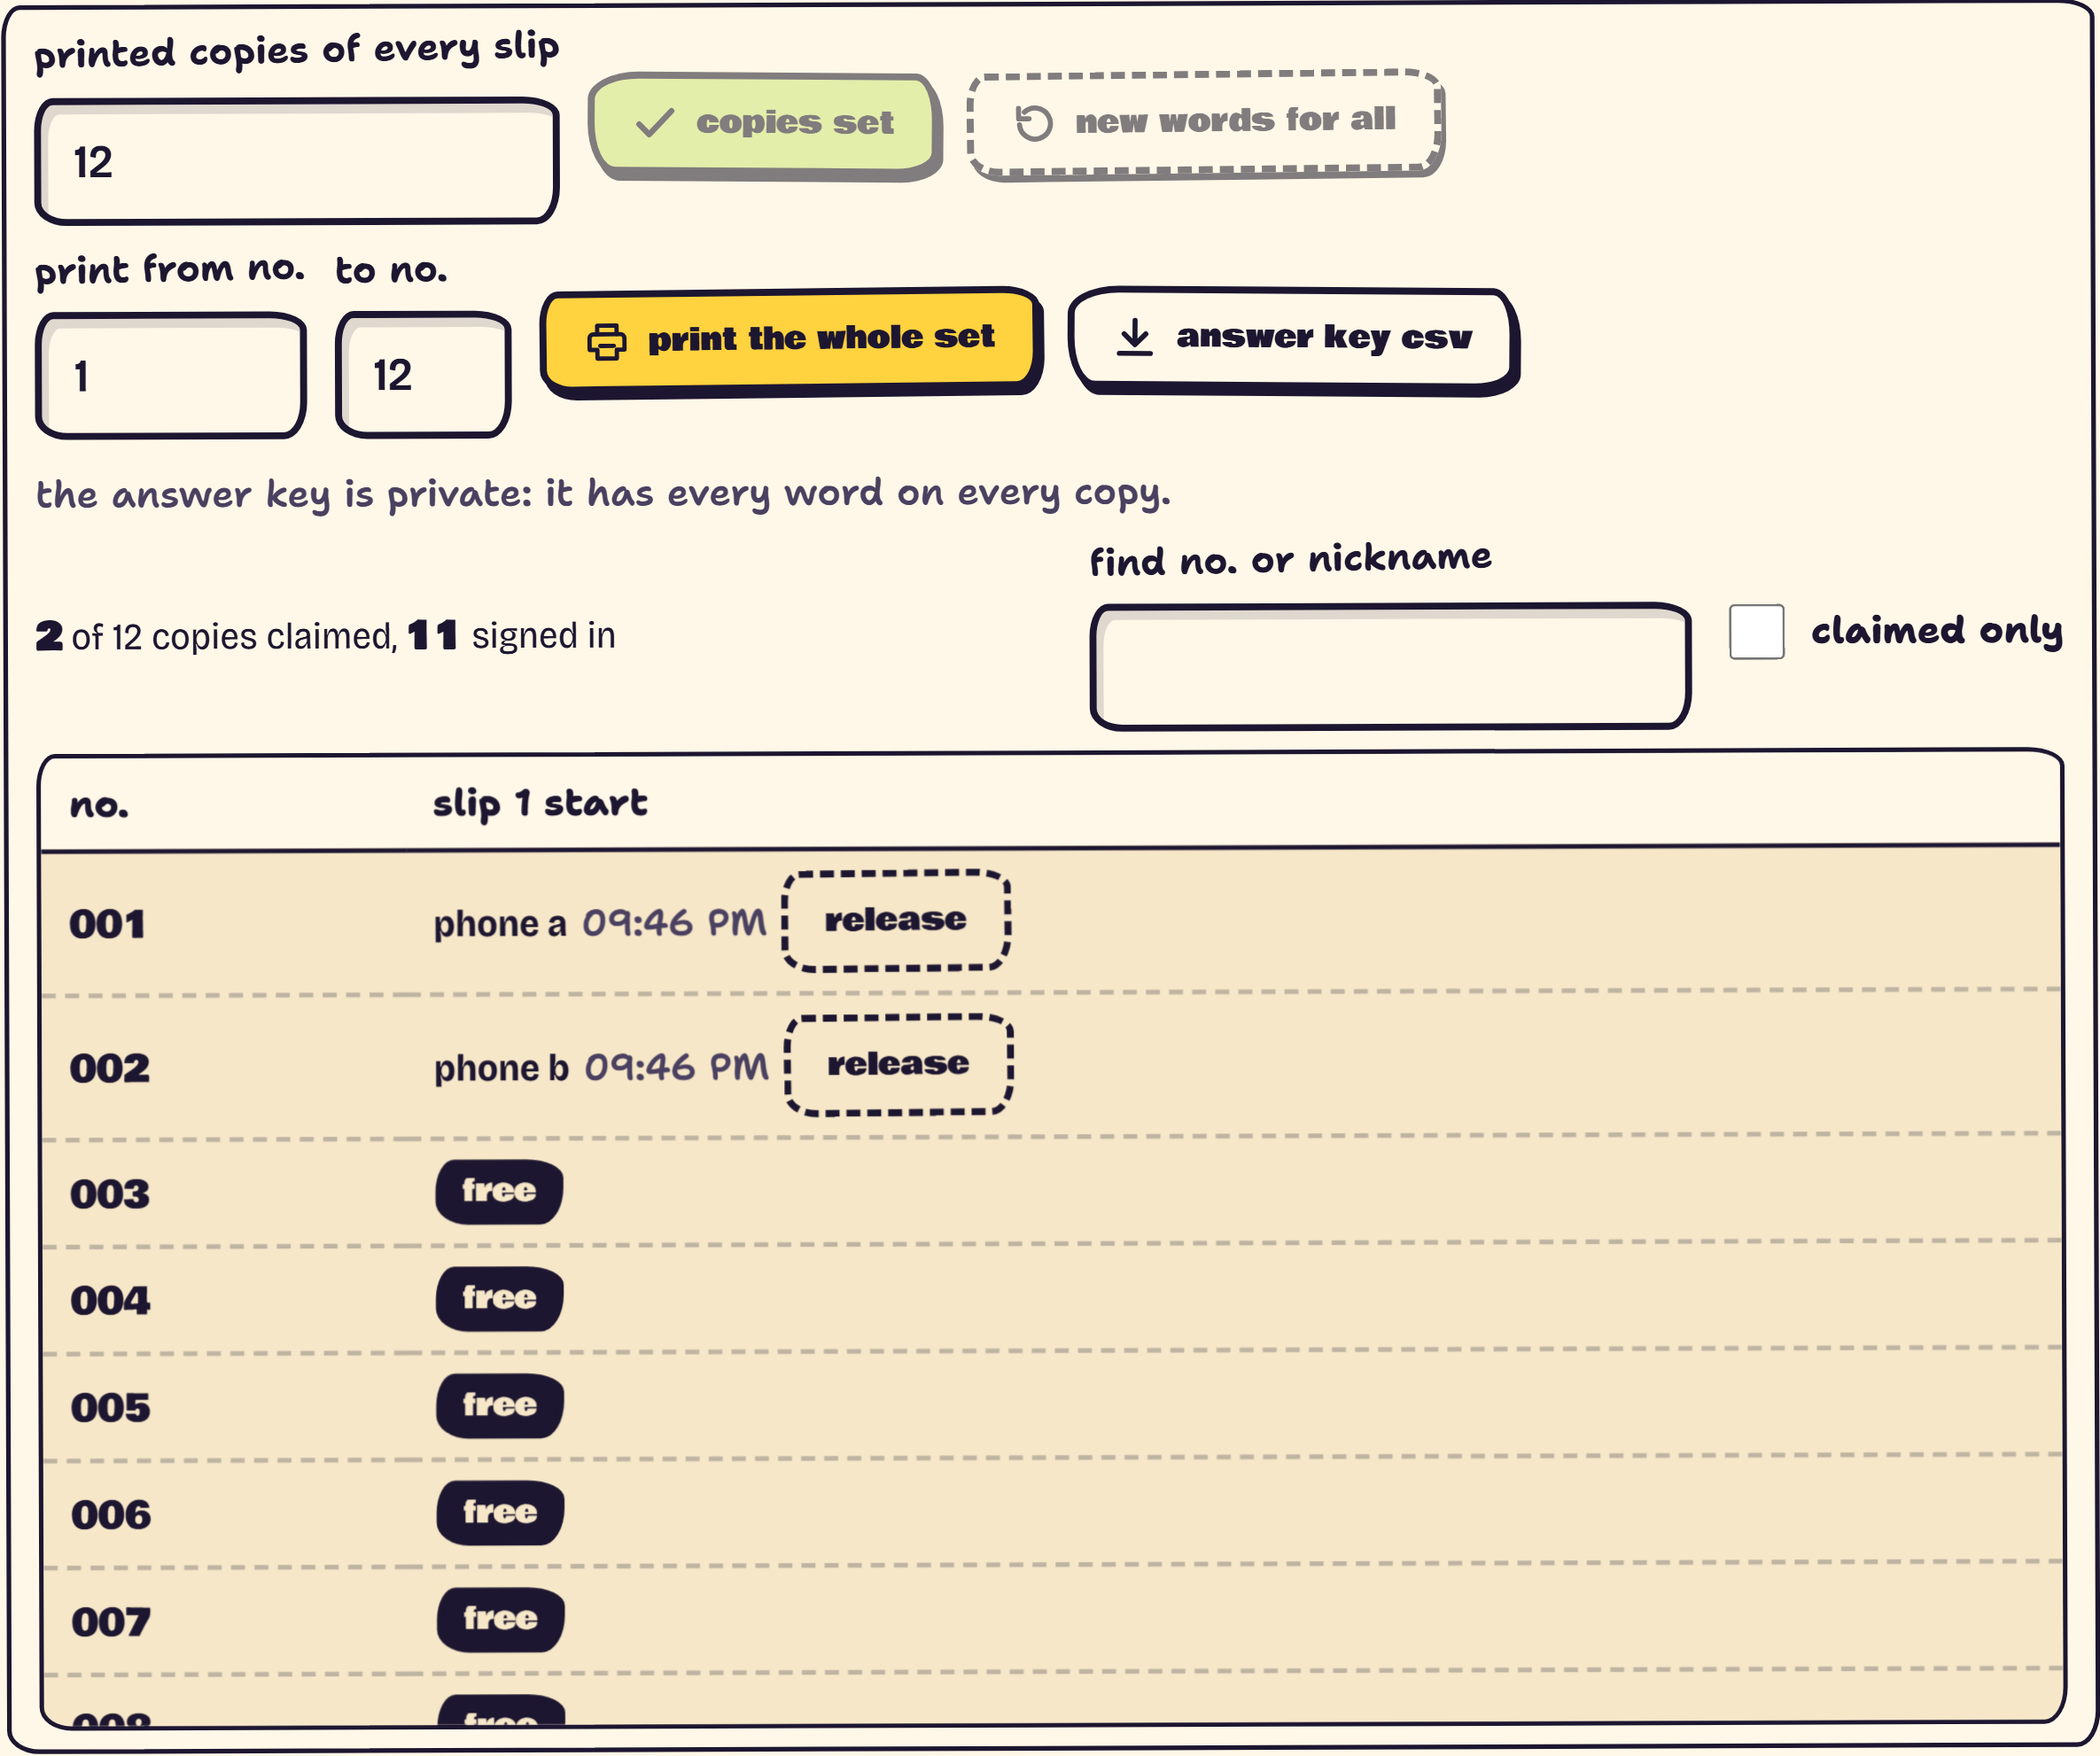 printed copies of every slip
12
copies set
new words for all
print from no.
to no.
1
12
print the whole set
answer key csv
the answer key is private: it has every word on every copy.
find no. or nickname
2 of 12 copies claimed, 11 signed in
claimed only
no.
slip 1 start
001
phone a 09:46 PM
release
002
phone b 09:46 PM
release
003
free
004
free
005
free
006
free
007
free
008
free